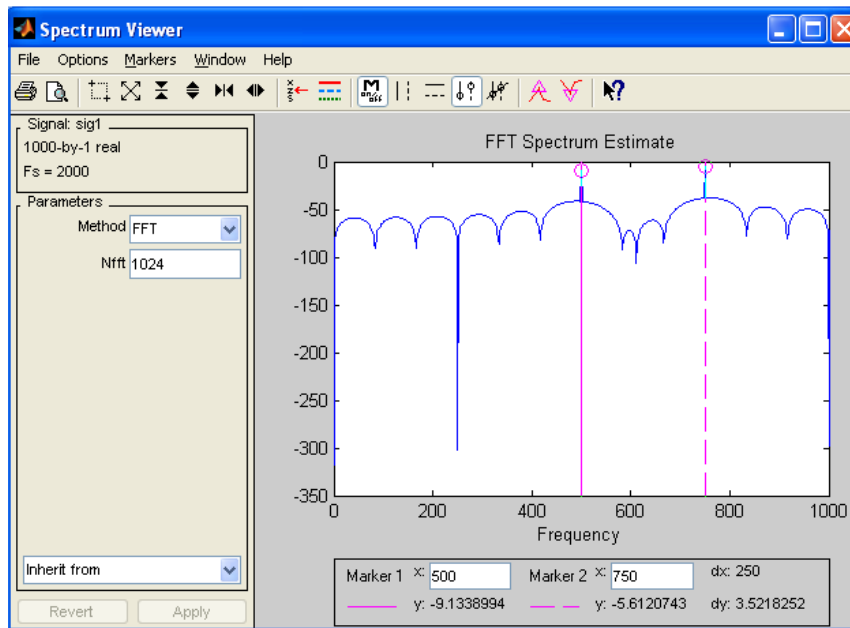 Spectrum Viewer
File Options Markers Window Help
M
on/off
Signal: sig1
1000-by-1 real
Fs = 2000
Parameters
Method FFT
Nfft 1024
Inherit from
Revert Apply
FFT Spectrum Estimate
0
-50
-100
-150
-200
-250
-300
-350
0 200 400 600 800 1000
Frequency
Marker 1 x: 500 Marker 2 x: 750 dx: 250
y: -9.1338994 y: -5.6120743 dy: 3.5218252